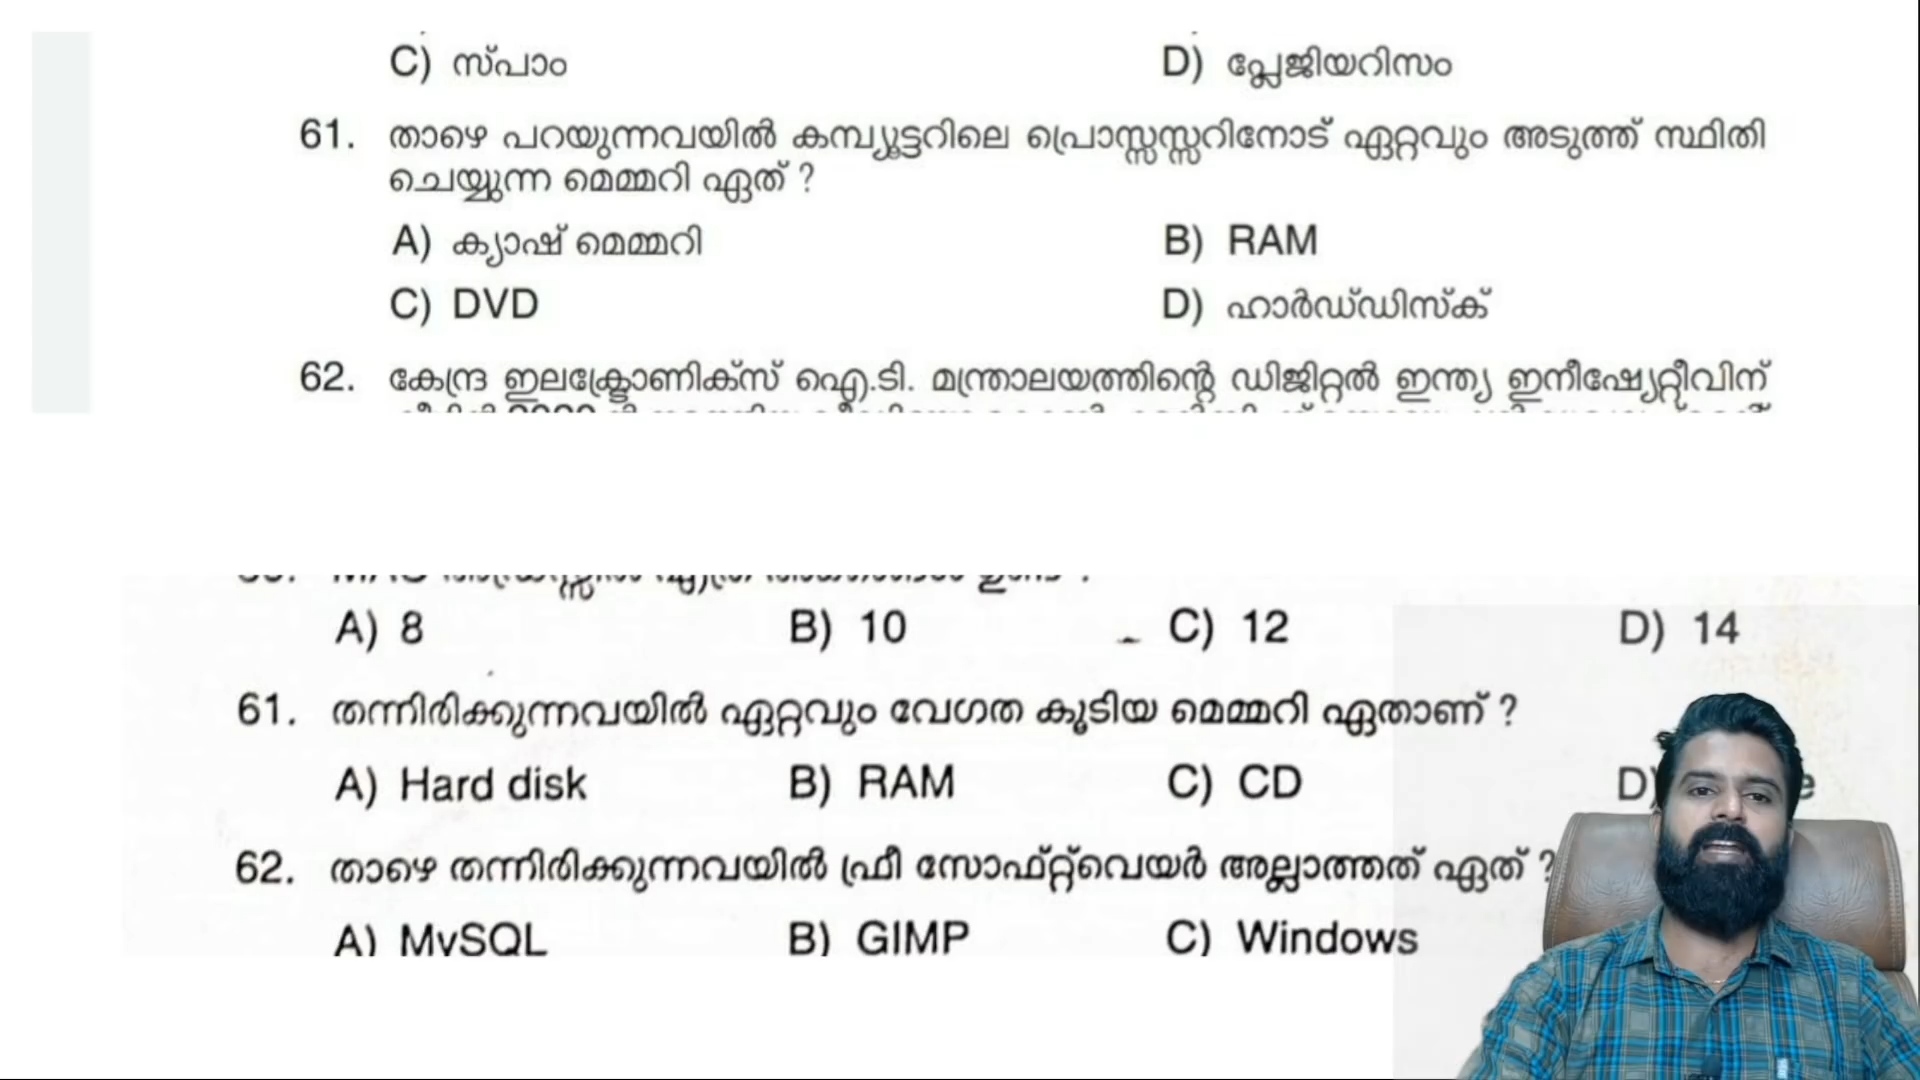 C) സ്പാം D) പ്ലേജിയറിസം
61. താഴെ പറയുന്നവയിൽ കമ്പ്യൂട്ടറിലെ പ്രൊസ്സസ്സറിനോട് ഏറ്റവും അടുത്ത് സ്ഥിതി
ചെയ്യുന്ന മെമ്മറി ഏത് ?
A) ക്യാഷ് മെമ്മറി B) RAM
C) DVD D) ഹാർഡ്ഡിസ്ക്
62. കേന്ദ്ര ഇലക്ട്രോണിക്സ് ഐ.ടി. മന്ത്രാലയത്തിന്റെ ഡിജിറ്റൽ ഇന്ത്യ ഇനീഷ്യേറ്റീവിന്
A) 8 B) 10 C) 12 D) 14
61. തന്നിരിക്കുന്നവയിൽ ഏറ്റവും വേഗത കൂടിയ മെമ്മറി ഏതാണ് ?
A) Hard disk B) RAM C) CD D)
62. താഴെ തന്നിരിക്കുന്നവയിൽ ഫ്രീ സോഫ്റ്റ്‌വെയർ അല്ലാത്തത് ഏത് ?
A) MySQL B) GIMP C) Windows